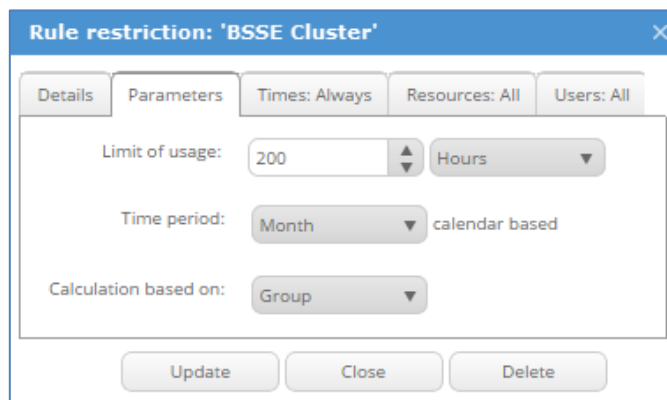 Rule restriction: 'BSSE Cluster'
Details Parameters Times: Always Resources: All Users: All
Limit of usage: 200 Hours
Time period: Month calendar based
Calculation based on: Group
Update Close Delete